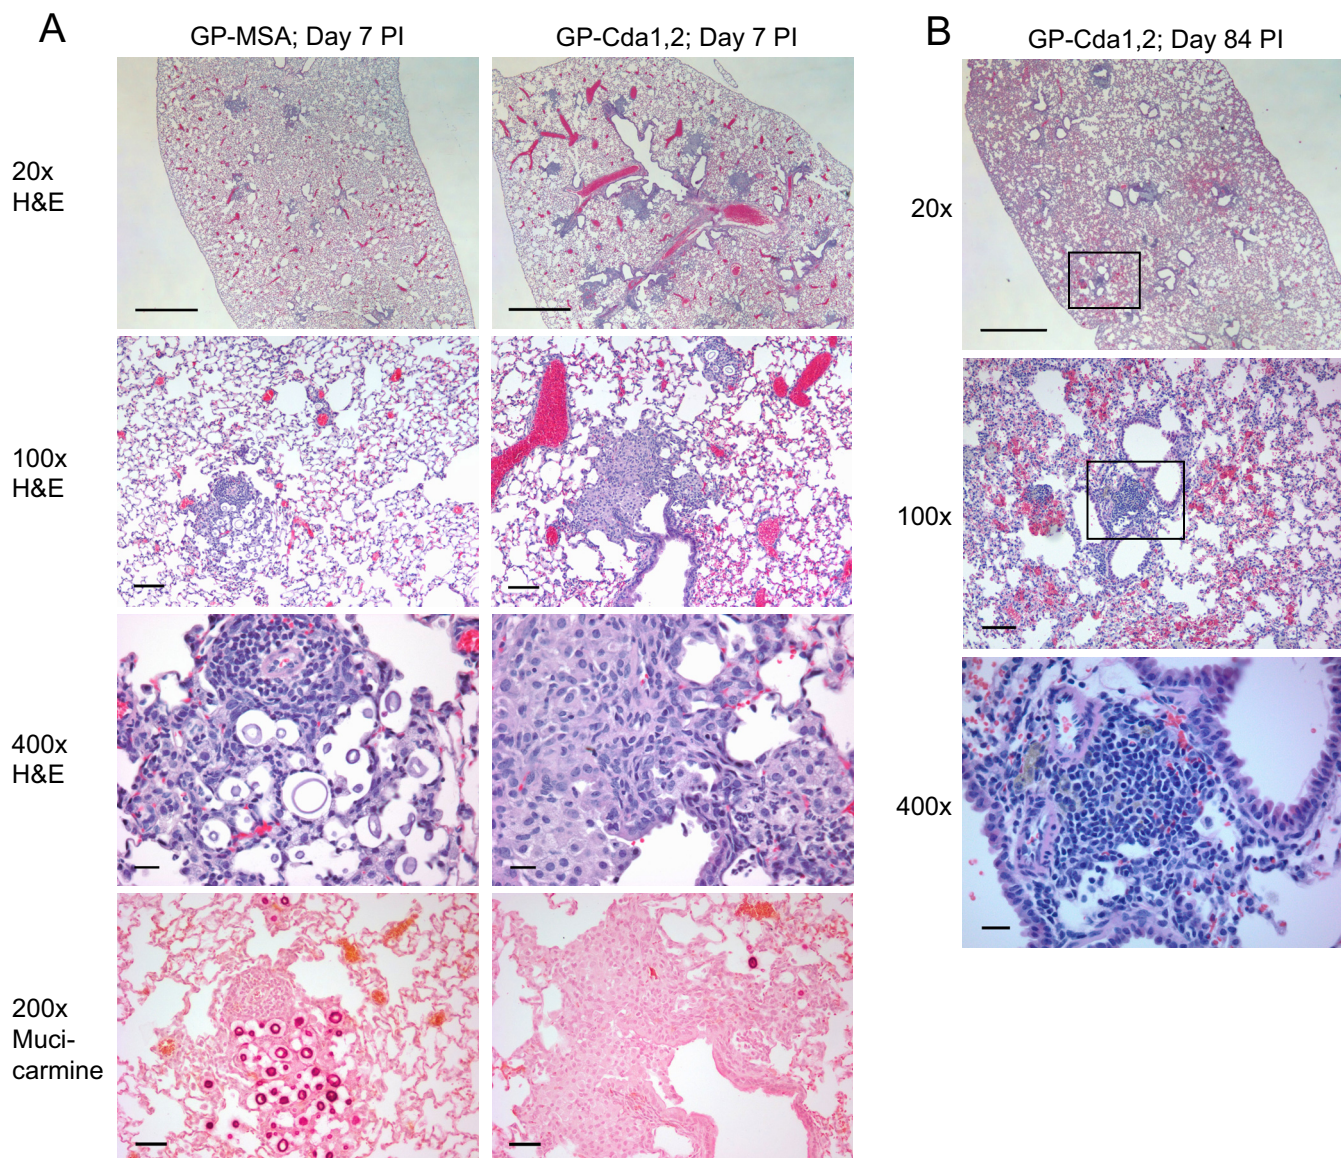 A
GP-MSA; Day 7 PI
GP-Cda1,2; Day 7 PI
B
GP-Cda1,2; Day 84 PI
20x
H&E
100x
H&E
400x
H&E
200x
Muci-
carmine
20x
100x
400x